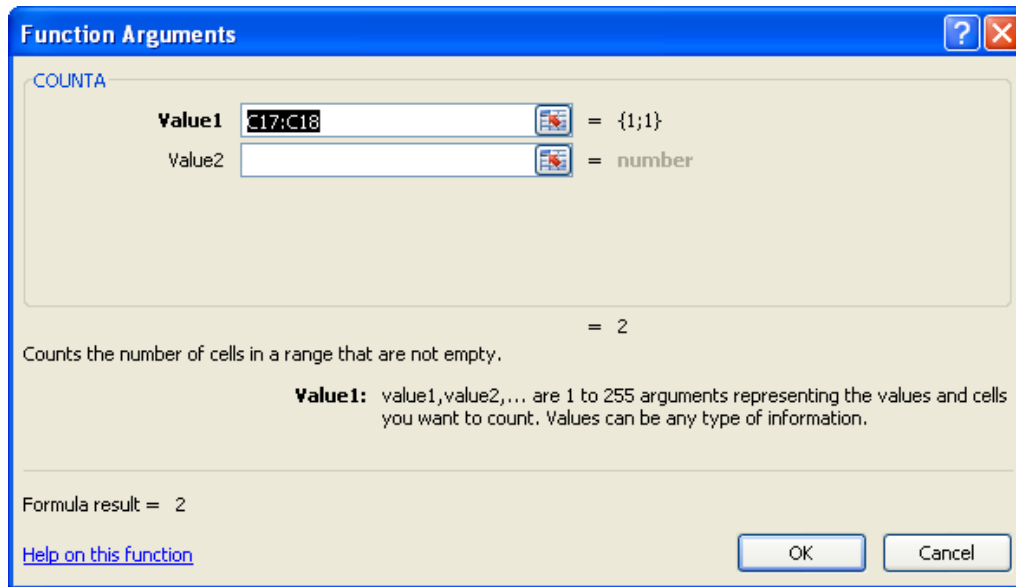 Function Arguments
COUNTA
Value1 C17:C18 = {1;1}
Value2 = number
= 2
Counts the number of cells in a range that are not empty.
Value1: value1,value2,... are 1 to 255 arguments representing the values and cells
you want to count. Values can be any type of information.
Formula result = 2
Help on this function
OK Cancel